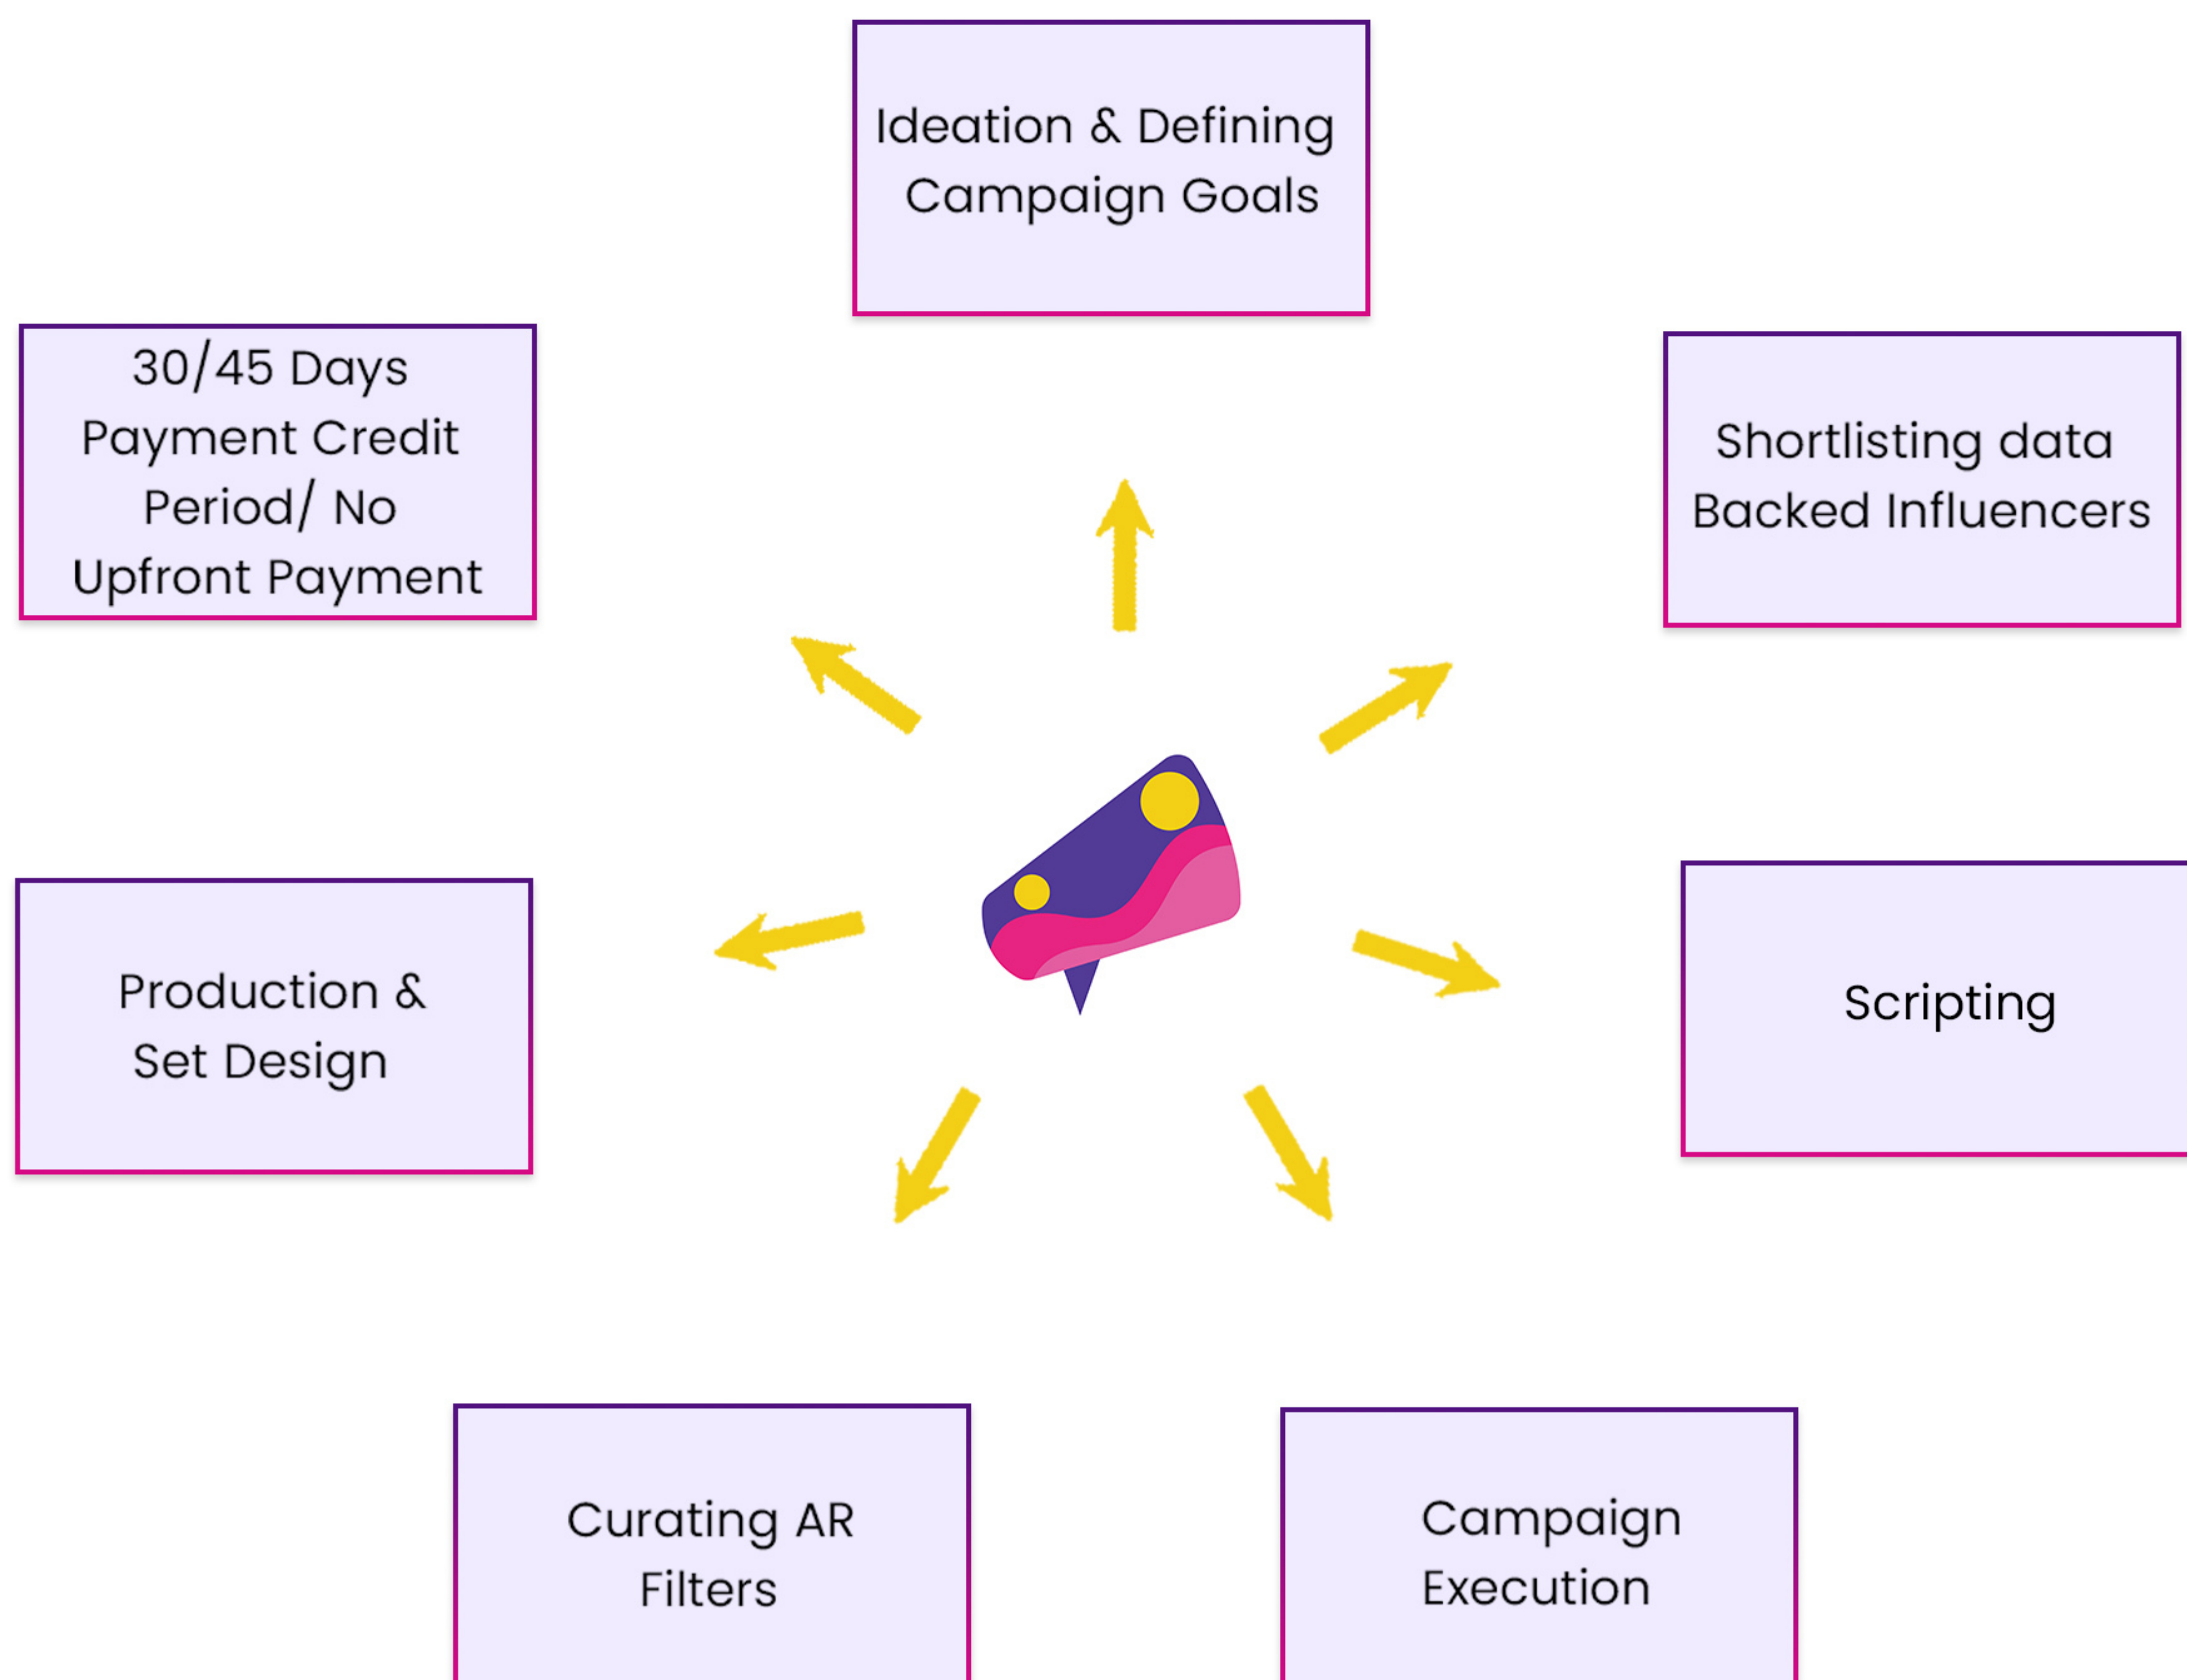 Ideation & Defining
Campaign Goals
30/45 Days
Payment Credit
Period/ No
Upfront Payment
Shortlisting data
Backed Influencers
Production &
Set Design
Scripting
Curating AR
Filters
Campaign
Execution